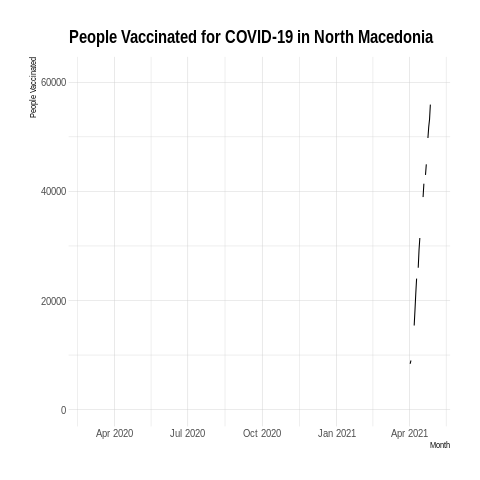 People Vaccinated for COVID-19 in North Macedonia
People Vaccinated
60000
40000
20000
0
Apr 2020
Jul 2020
Oct 2020
Jan 2021
Apr 2021
Month